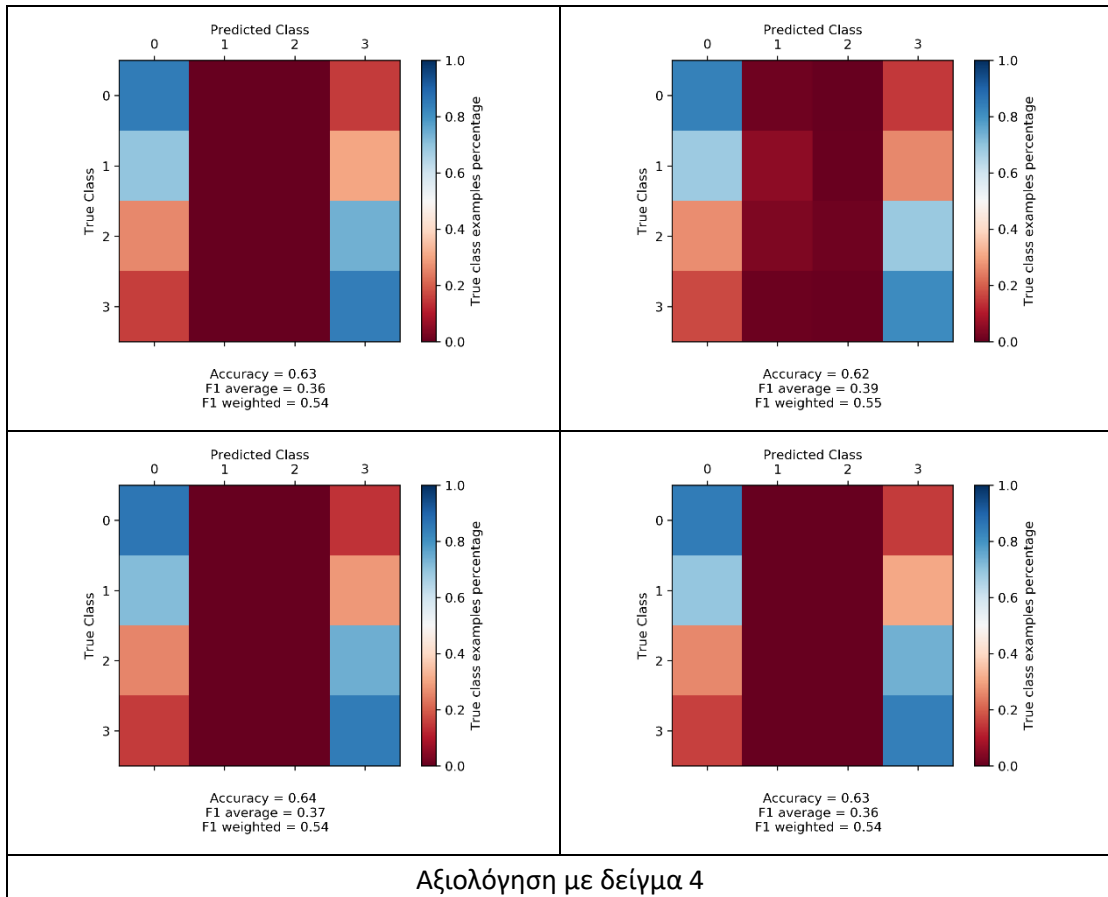 Predicted Class
0 1 2 3
True Class
0
1
2
3
1.0
0.8
0.6
0.4
0.2
0.0
True class examples percentage
Accuracy = 0.63
F1 average = 0.36
F1 weighted = 0.54
Predicted Class
0 1 2 3
True Class
0
1
2
3
1.0
0.8
0.6
0.4
0.2
0.0
True class examples percentage
Accuracy = 0.62
F1 average = 0.39
F1 weighted = 0.55
Predicted Class
0 1 2 3
True Class
0
1
2
3
1.0
0.8
0.6
0.4
0.2
0.0
True class examples percentage
Accuracy = 0.64
F1 average = 0.37
F1 weighted = 0.54
Predicted Class
0 1 2 3
True Class
0
1
2
3
1.0
0.8
0.6
0.4
0.2
0.0
True class examples percentage
Accuracy = 0.63
F1 average = 0.36
F1 weighted = 0.54
Αξιολόγηση με δείγμα 4